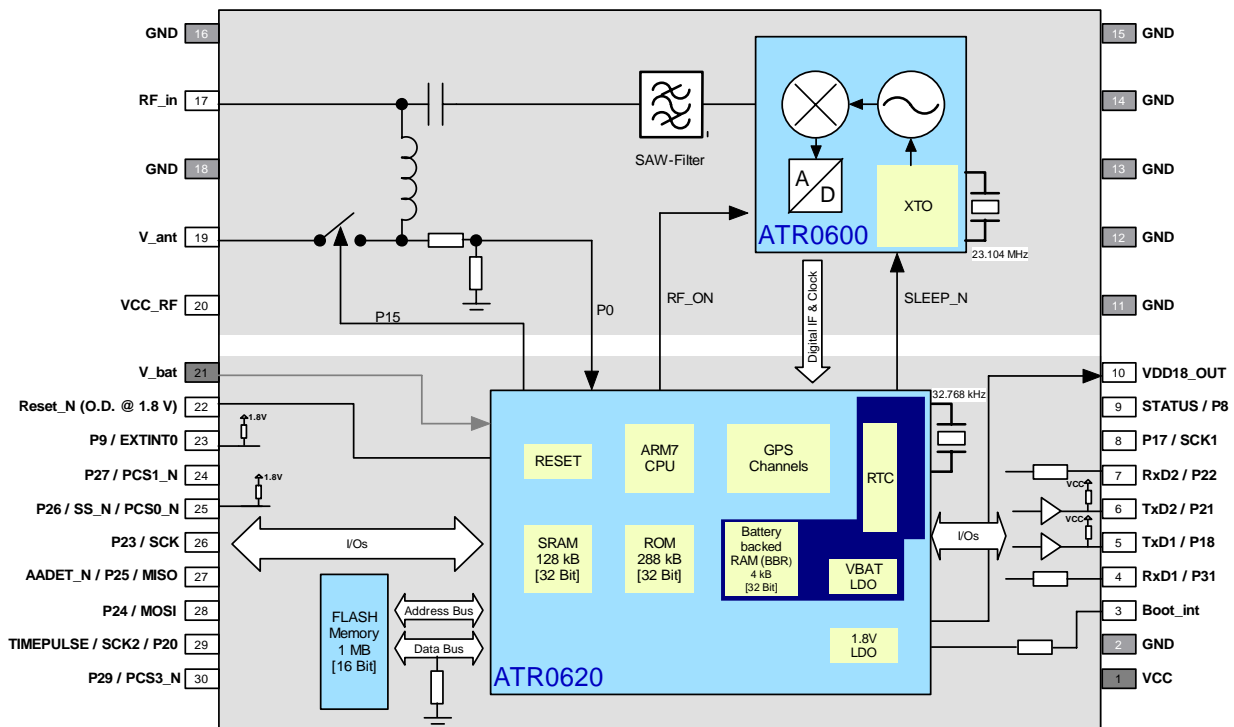 GND 16
RF_in 17
GND 18
V_ant 19
VCC_RF 20
V_bat 21
Reset_N (O.D. @ 1.8 V) 22
P9 / EXTINT0 23
P27 / PCS1_N 24
P26 / SS_N / PCS0_N 25
P23 / SCK 26
AADET_N / P25 / MISO 27
P24 / MOSI 28
TIMEPULSE / SCK2 / P20 29
P29 / PCS3_N 30
1.8V
1.8V
SAW-Filter
A
D
XTO
ATR0600
23.104 MHz
P15
P0
RF_ON
Digital IF & Clock
SLEEP_N
32.768 kHz
RESET
ARM7
CPU
GPS
Channels
RTC
SRAM
128 kB
[32 Bit]
ROM
288 kB
[32 Bit]
Battery
backed
RAM (BBR)
4 kB
[32 Bit]
VBAT
LDO
1.8V
LDO
ATR0620
I/Os
I/Os
FLASH
Memory
1 MB
[16 Bit]
Address Bus
Data Bus
VCC
VCC
15 GND
14 GND
13 GND
12 GND
11 GND
10 VDD18_OUT
9 STATUS / P8
8 P17 / SCK1
7 RxD2 / P22
6 TxD2 / P21
5 TxD1 / P18
4 RxD1 / P31
3 Boot_int
2 GND
1 VCC